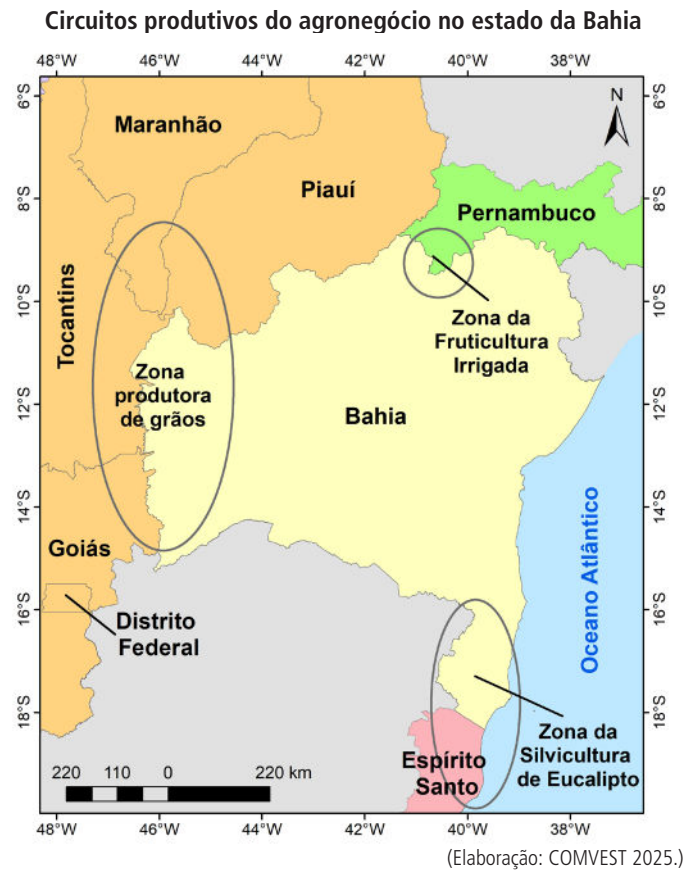 Circuitos produtivos do agronegócio no estado da Bahia
48°W 46°W 44°W 42°W 40°W 38°W
6°S
8°S
10°S
12°S
14°S
16°S
18°S
N
Maranhão
Piauí
Pernambuco
Tocantins
Zona da
Fruticultura
Irrigada
Zona
produtora
de grãos
Bahia
Goiás
Distrito
Federal
Oceano Atlântico
Zona da
Silvicultura
de Eucalipto
Espírito
Santo
220 110 0 220 km
6°S
8°S
10°S
12°S
14°S
16°S
18°S
48°W 46°W 44°W 42°W 40°W 38°W
(Elaboração: COMVEST 2025.)